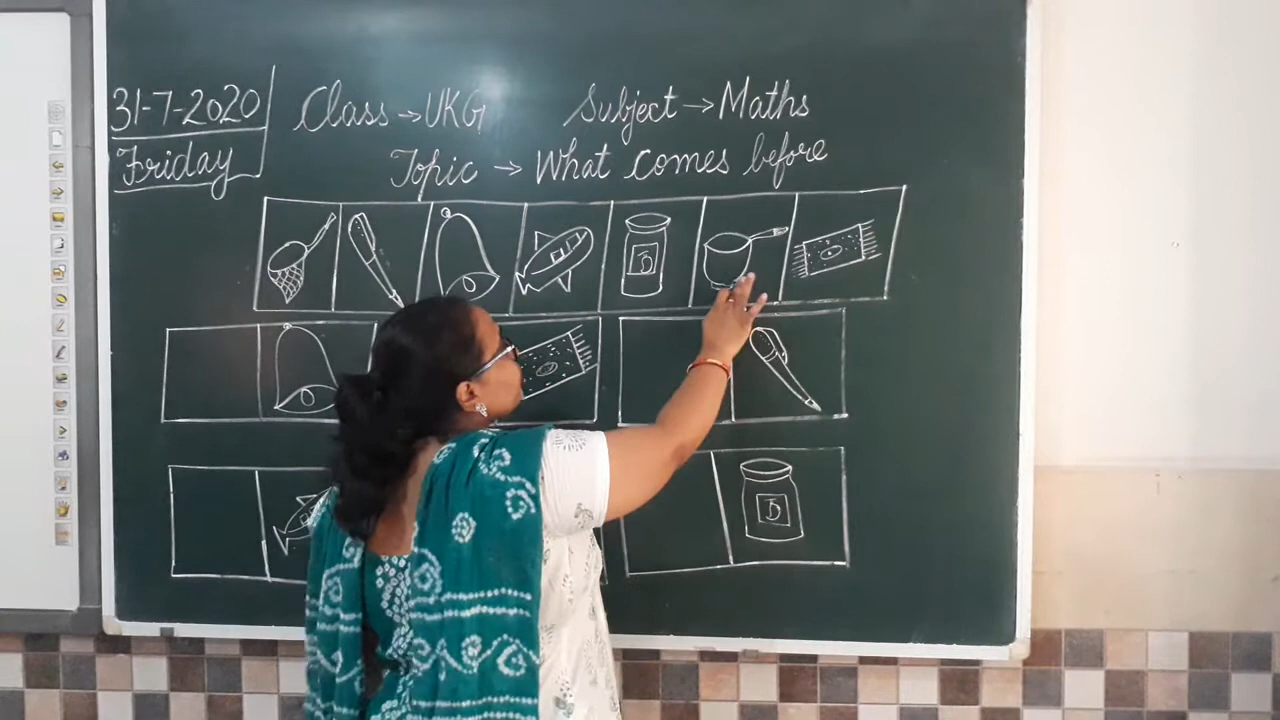 31-7-2020
Friday
Class → UKG
Subject → Maths
Topic → What comes before